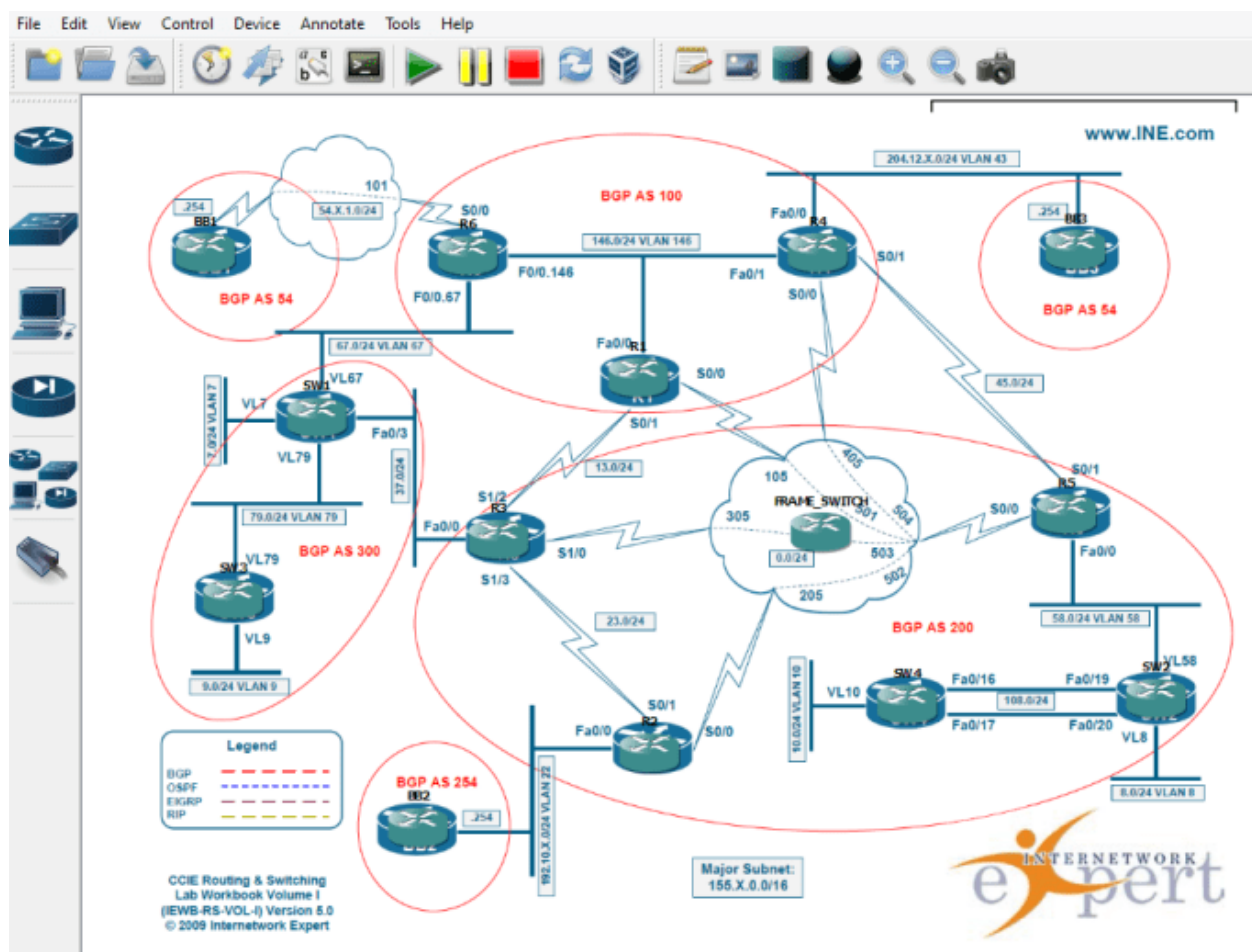 File Edit View Control Device Annotate Tools Help
www.INE.com
204.12.X.0/24 VLAN 43
BGP AS 100
101
.254
54.X.1.0/24
S0/0
R6
BB1
Fa0/0
R4
.254
BB3
146.0/24 VLAN 146
S0/1
F0/0.146
Fa0/1
BGP AS 54
F0/0.67
S0/0
BGP AS 54
67.0/24 VLAN 67
Fa0/0
R1
S0/0
45.0/24
SW1
VL67
7.0/24 VLAN 7
VL7
Fa0/3
S0/1
VL79
37.0/24
13.0/24
105
405
S0/1
R5
S1/2
R3
FRAME_SWITCH
501
504
S0/0
79.0/24 VLAN 79
Fa0/0
305
BGP AS 300
S1/0
0.0/24
503
Fa0/0
VL79
SW3
S1/3
502
205
58.0/24 VLAN 58
23.0/24
BGP AS 200
VL9
VL58
SW4
SW2
9.0/24 VLAN 9
10.0/24 VLAN 10
VL10
Fa0/16
Fa0/19
108.0/24
S0/1
Fa0/17
Fa0/20
Fa0/0
R2
S0/0
VL8
Legend
BGP
OSPF
EIGRP
RIP
BGP AS 254
BB2
.254
192.10.X.0/24 VLAN 22
8.0/24 VLAN 8
Major Subnet:
155.X.0.0/16
INTERNETWORK
eXpert
CCIE Routing & Switching
Lab Workbook Volume I
(IEWB-RS-VOL-I) Version 5.0
© 2009 Internetwork Expert